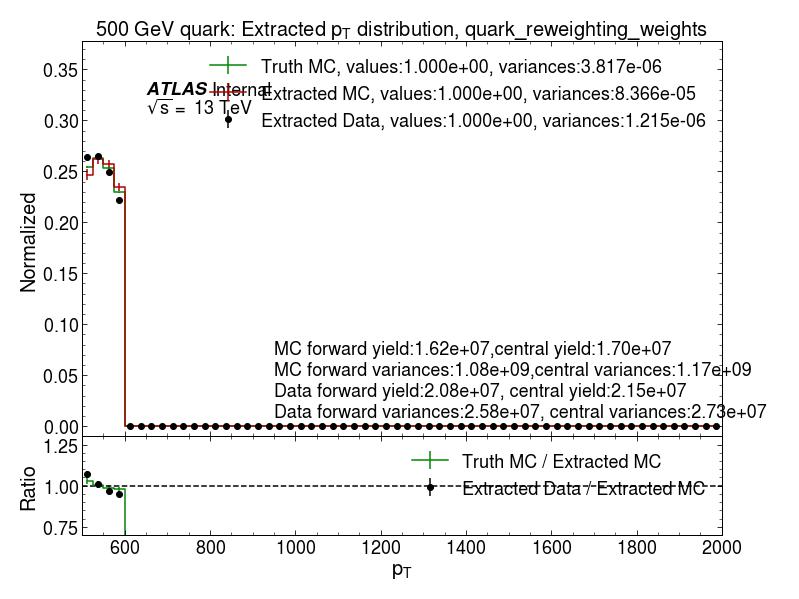 500 GeV quark: Extracted pT distribution, quark_reweighting_weights
Truth MC, values:1.000e+00, variances:3.817e-06
ATLAS Internal
Extracted MC, values:1.000e+00, variances:8.366e-05
√s = 13 TeV
Extracted Data, values:1.000e+00, variances:1.215e-06
0.35
0.30
0.25
0.20
0.15
0.10
0.05
0.00
Normalized
MC forward yield:1.62e+07,central yield:1.70e+07
MC forward variances:1.08e+09,central variances:1.17e+09
Data forward yield:2.08e+07, central yield:2.15e+07
Data forward variances:2.58e+07, central variances:2.73e+07
1.25
1.00
0.75
Ratio
Truth MC / Extracted MC
Extracted Data / Extracted MC
600 800 1000 1200 1400 1600 1800 2000
pT